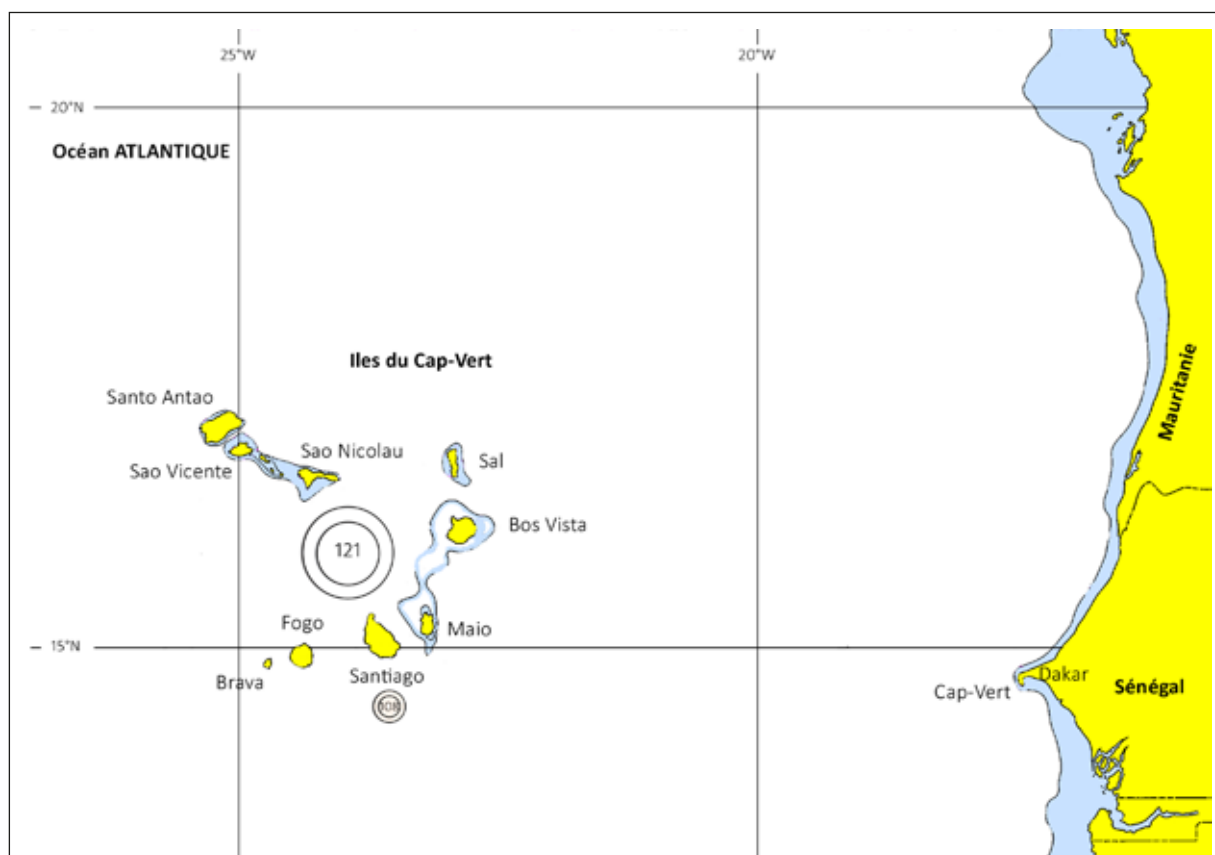 25°W
20°W
20°N
Océan ATLANTIQUE
Iles du Cap-Vert
Mauritanie
Santo Antao
Sao Nicolau
Sao Vicente
Sal
Bos Vista
121
Fogo
Maio
15°N
Brava
Santiago
Cap-Vert
Dakar
Sénégal